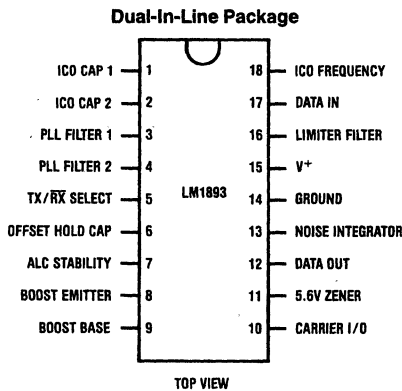 Dual-In-Line Package
ICO CAP 1 1 18 ICO FREQUENCY
ICO CAP 2 2 17 DATA IN
PLL FILTER 1 3 16 LIMITER FILTER
PLL FILTER 2 4 15 V+
TX/R̅X̅ SELECT 5 LM1893 14 GROUND
OFFSET HOLD CAP 6 13 NOISE INTEGRATOR
ALC STABILITY 7 12 DATA OUT
BOOST EMITTER 8 11 5.6V ZENER
BOOST BASE 9 10 CARRIER I/O
TOP VIEW